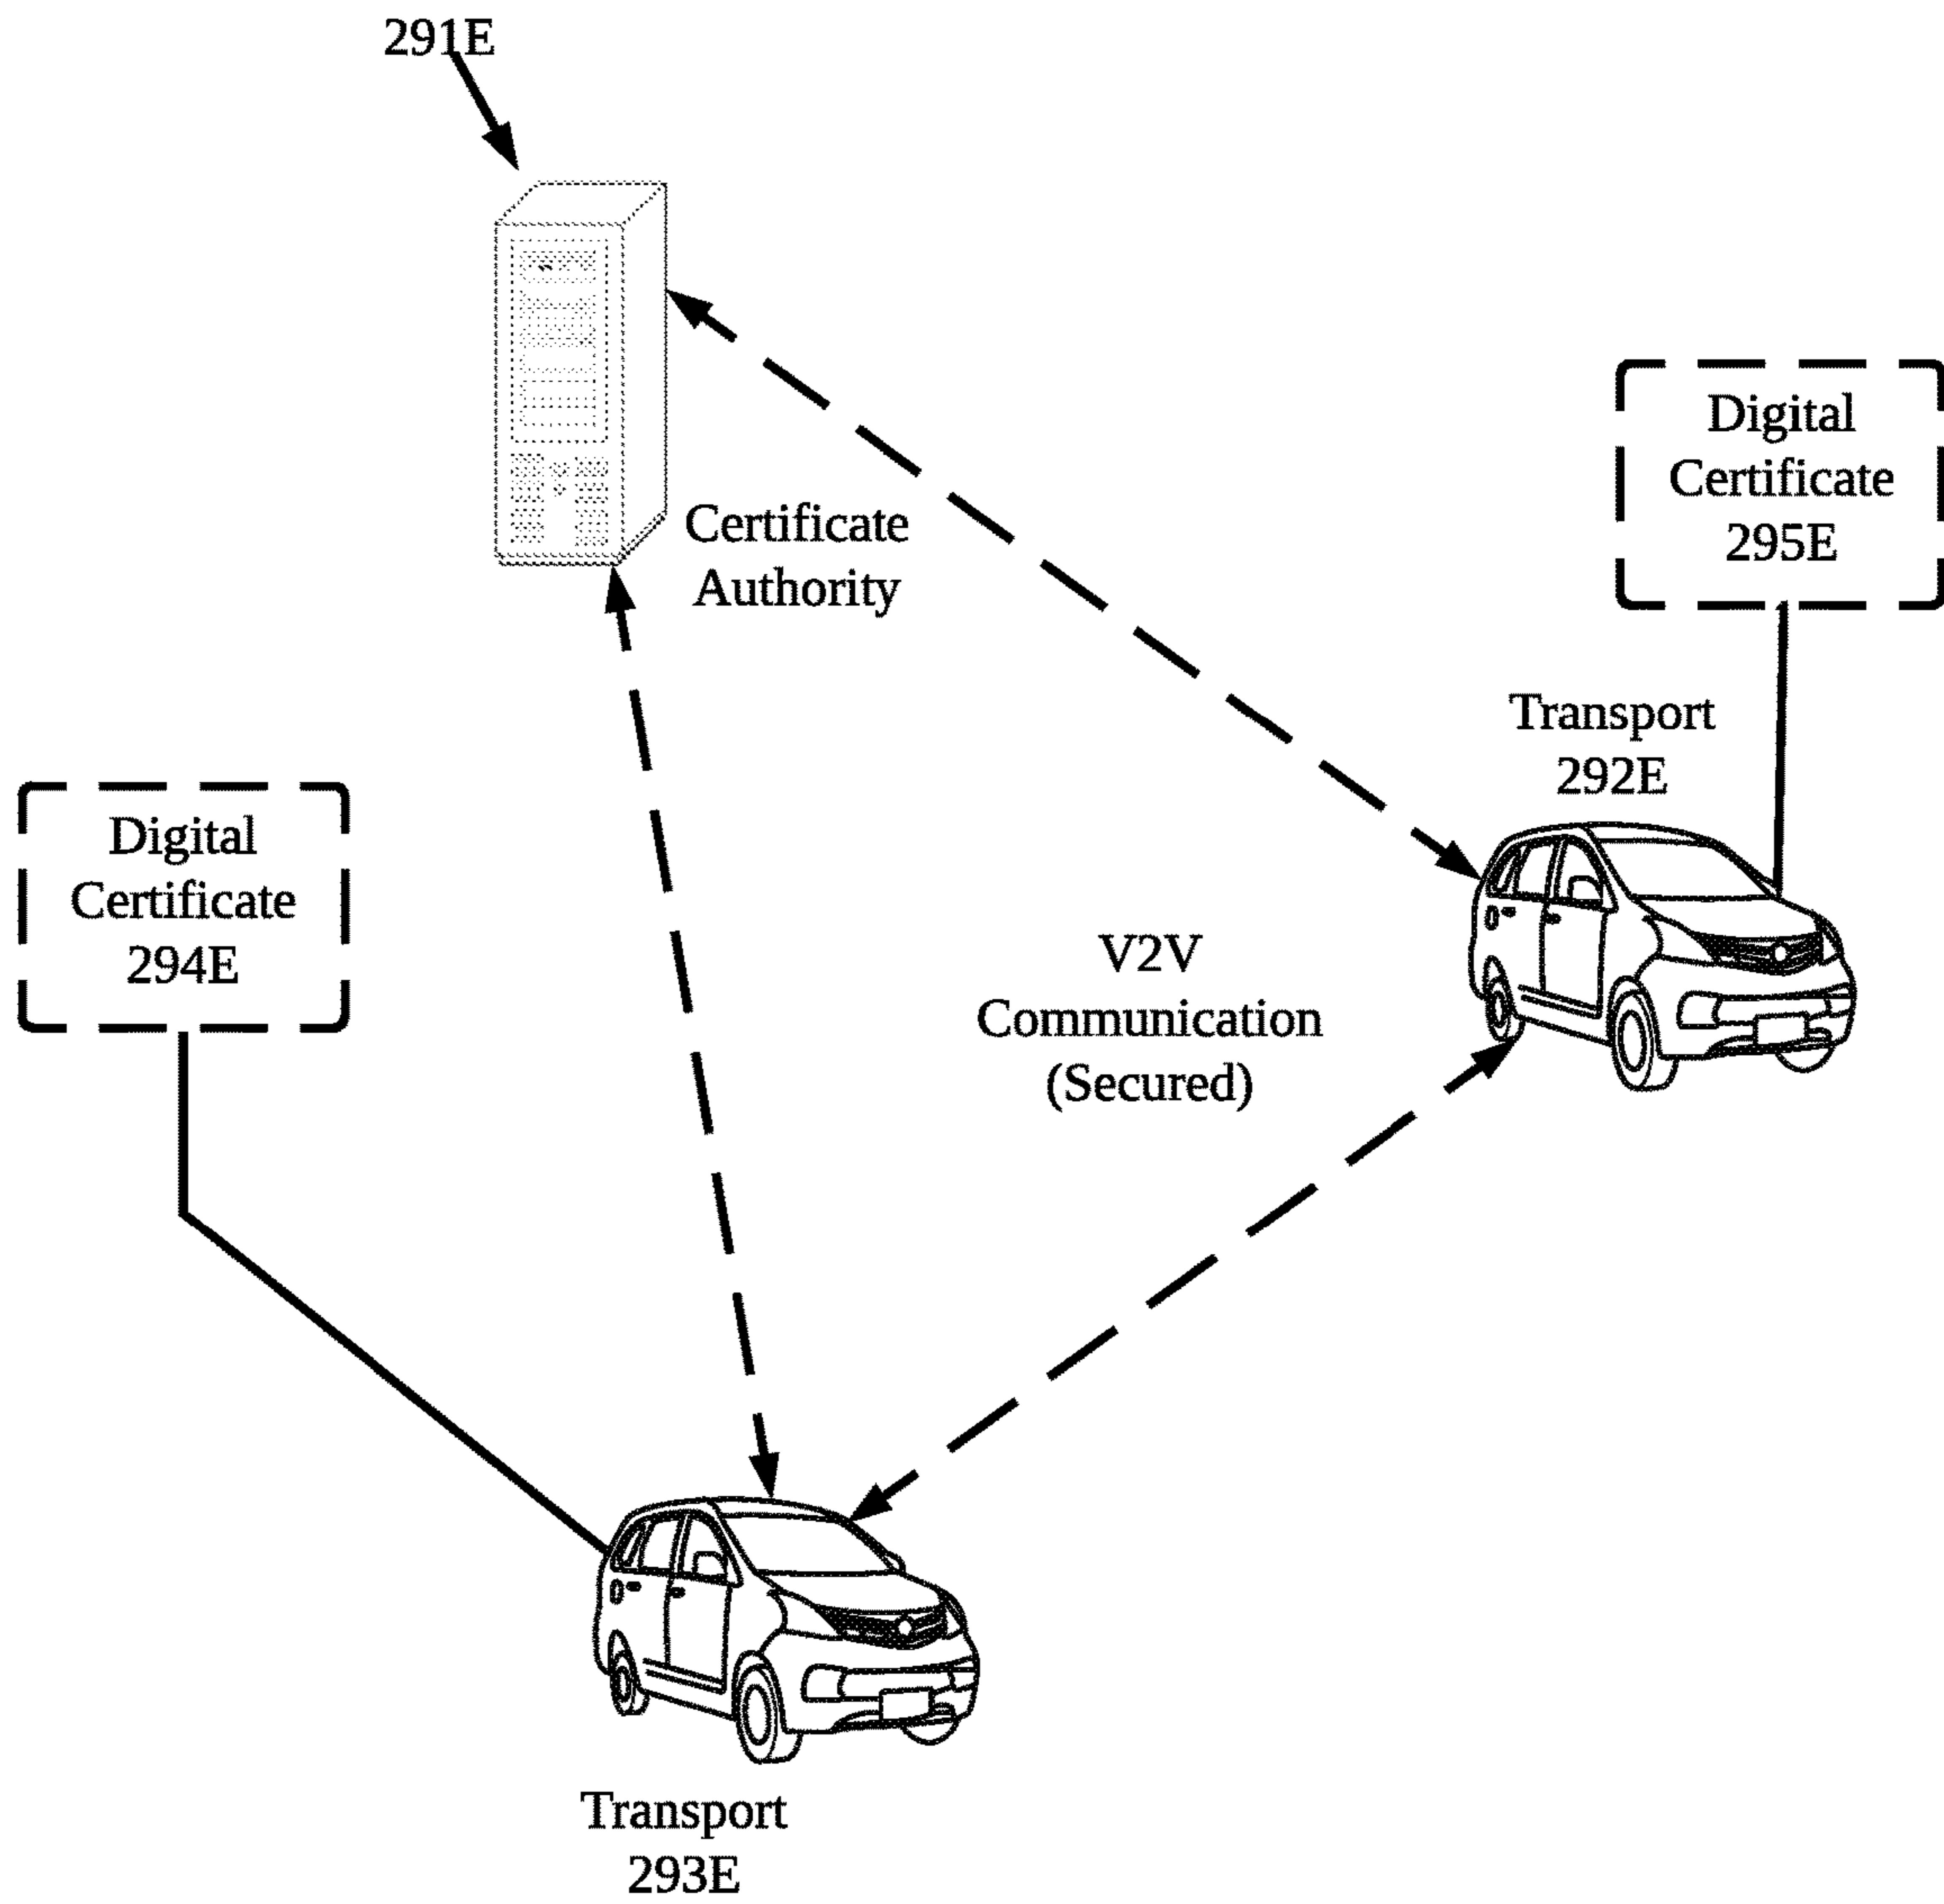 291E
Certificate
Authority
Digital
Certificate
295E
Transport
292E
Digital
Certificate
294E
V2V
Communication
(Secured)
Transport
293E